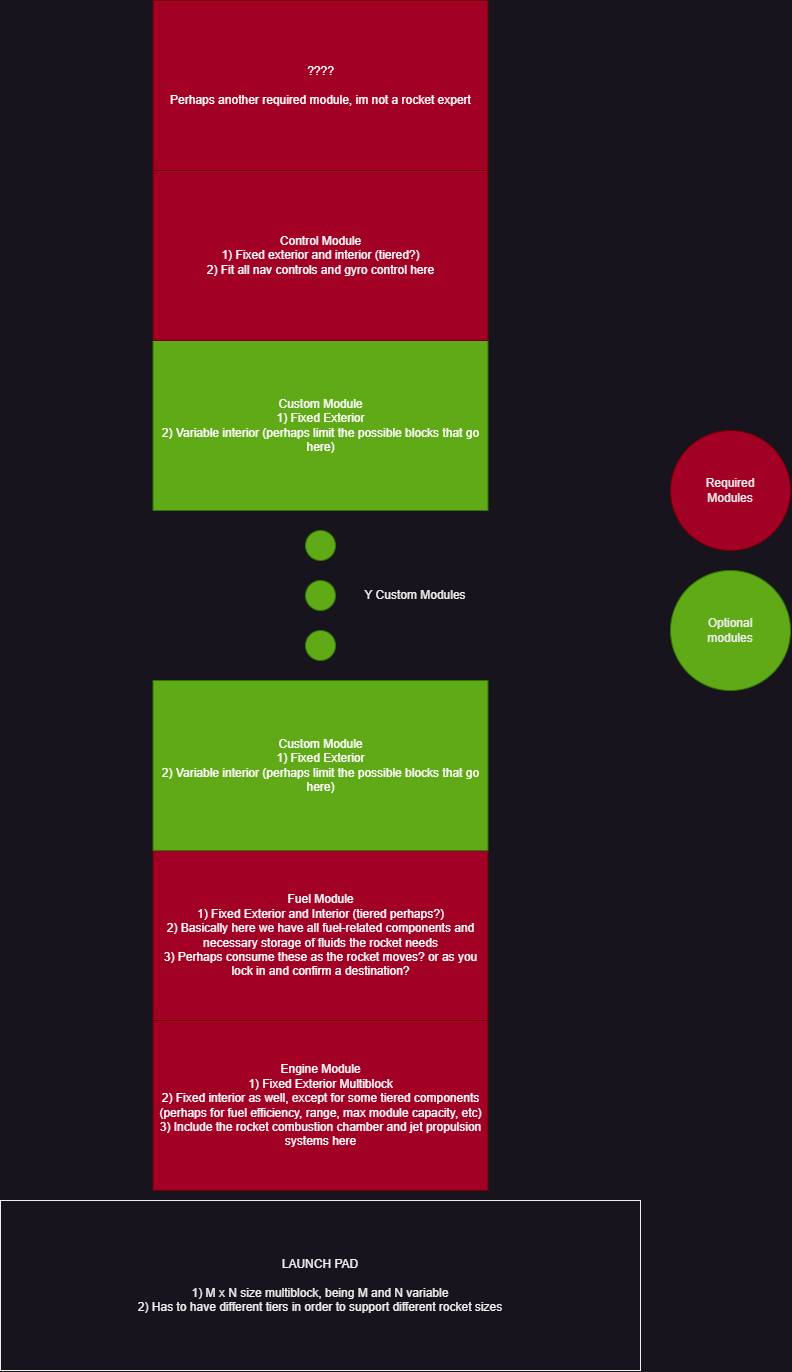 ????
Perhaps another required module, im not a rocket expert
Control Module
1) Fixed exterior and interior (tiered?)
2) Fit all nav controls and gyro control here
Custom Module
1) Fixed Exterior
2) Variable interior (perhaps limit the possible blocks that go
here)
Required
Modules
Y Custom Modules
Optional
modules
Custom Module
1) Fixed Exterior
2) Variable interior (perhaps limit the possible blocks that go
here)
Fuel Module
1) Fixed Exterior and Interior (tiered perhaps?)
2) Basically here we have all fuel-related components and
necessary storage of fluids the rocket needs
3) Perhaps consume these as the rocket moves? or as you
lock in and confirm a destination?
Engine Module
1) Fixed Exterior Multiblock
2) Fixed interior as well, except for some tiered components
(perhaps for fuel efficiency, range, max module capacity, etc)
3) Include the rocket combustion chamber and jet propulsion
systems here
LAUNCH PAD
1) M x N size multiblock, being M and N variable
2) Has to have different tiers in order to support different rocket sizes